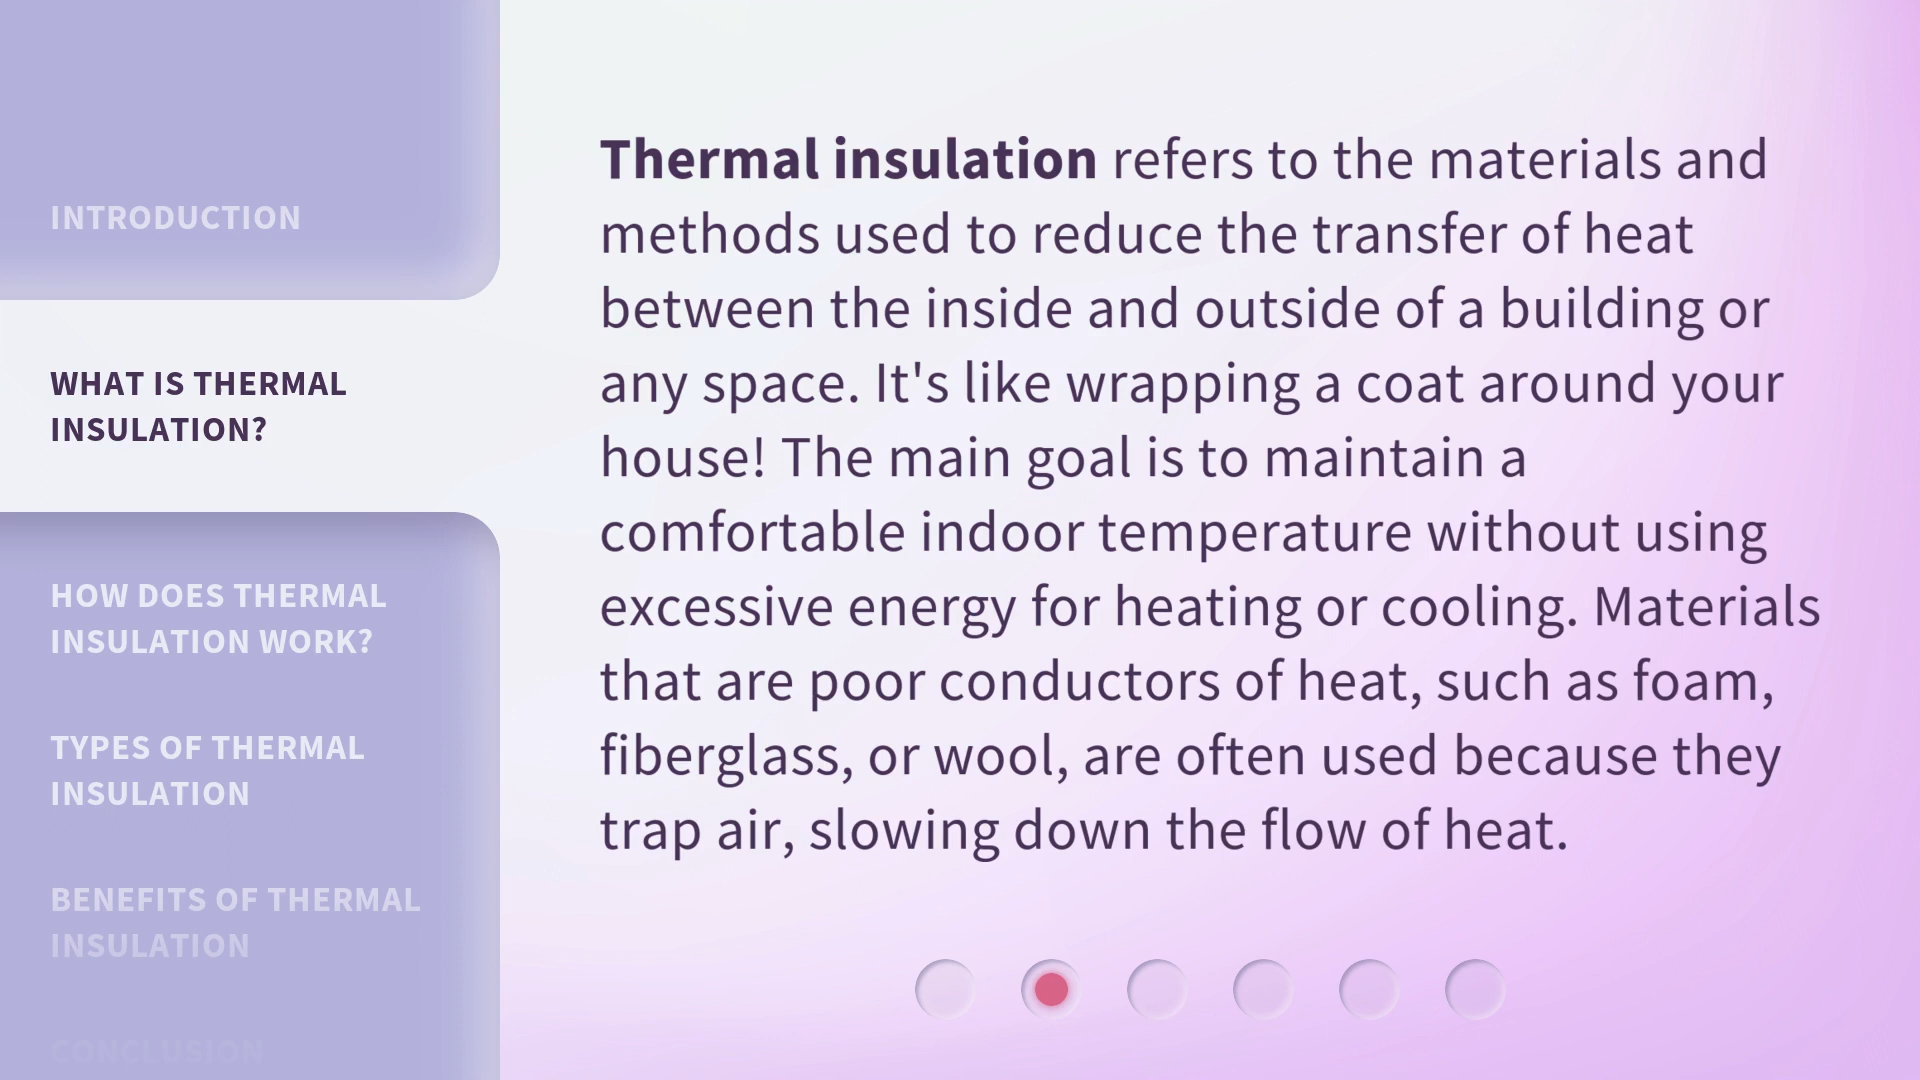 INTRODUCTION
WHAT IS THERMAL
INSULATION?
HOW DOES THERMAL
INSULATION WORK?
TYPES OF THERMAL
INSULATION
BENEFITS OF THERMAL
INSULATION
CONCLUSION
Thermal insulation refers to the materials and
methods used to reduce the transfer of heat
between the inside and outside of a building or
any space. It's like wrapping a coat around your
house! The main goal is to maintain a
comfortable indoor temperature without using
excessive energy for heating or cooling. Materials
that are poor conductors of heat, such as foam,
fiberglass, or wool, are often used because they
trap air, slowing down the flow of heat.